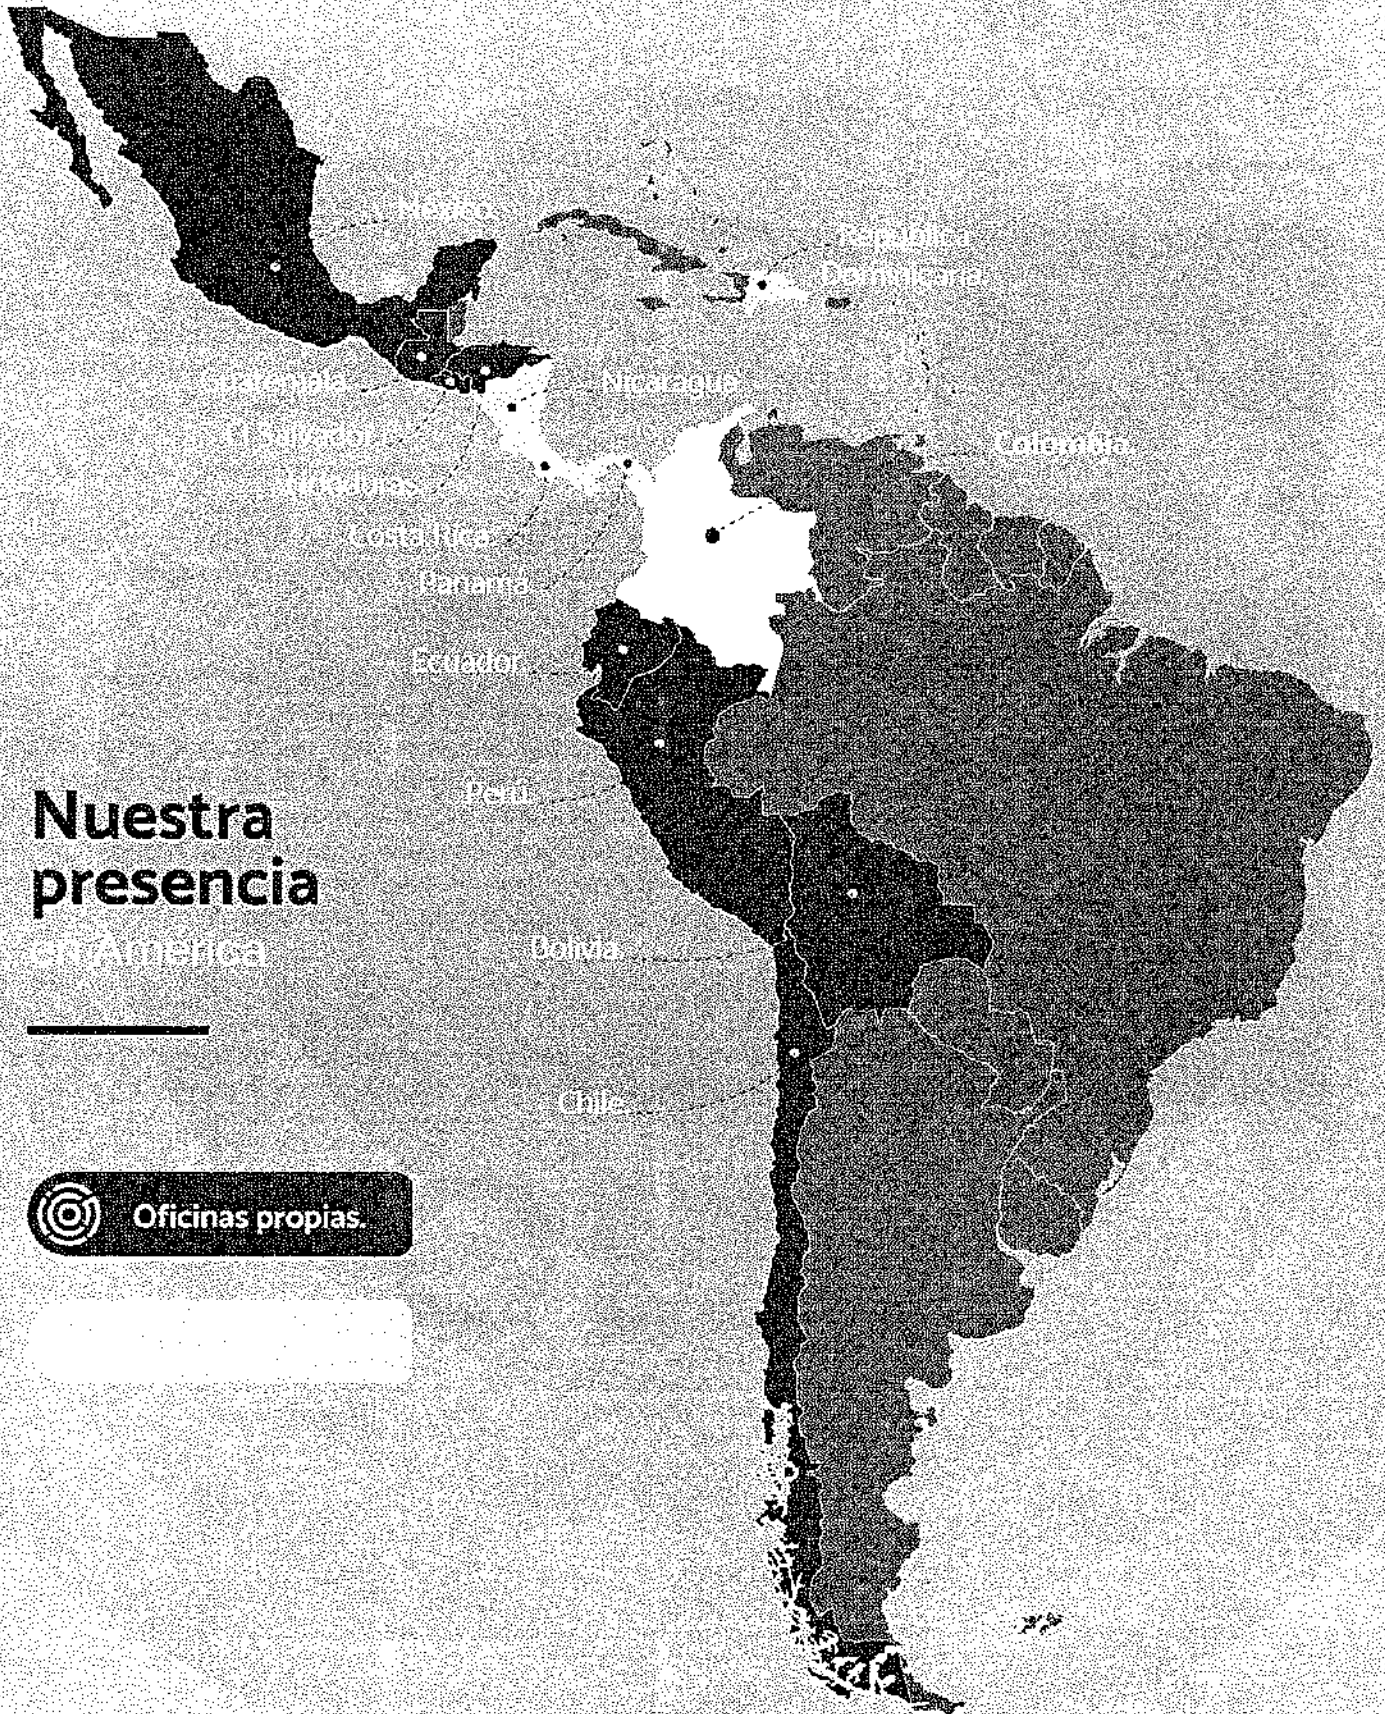 México
República
Dominicana
Guatemala
Nicaragua
El Salvador
Colombia
Honduras
Costa Rica
Panamá
Ecuador
Perú
Nuestra
presencia
en América
Bolivia
Chile
Oficinas propias.